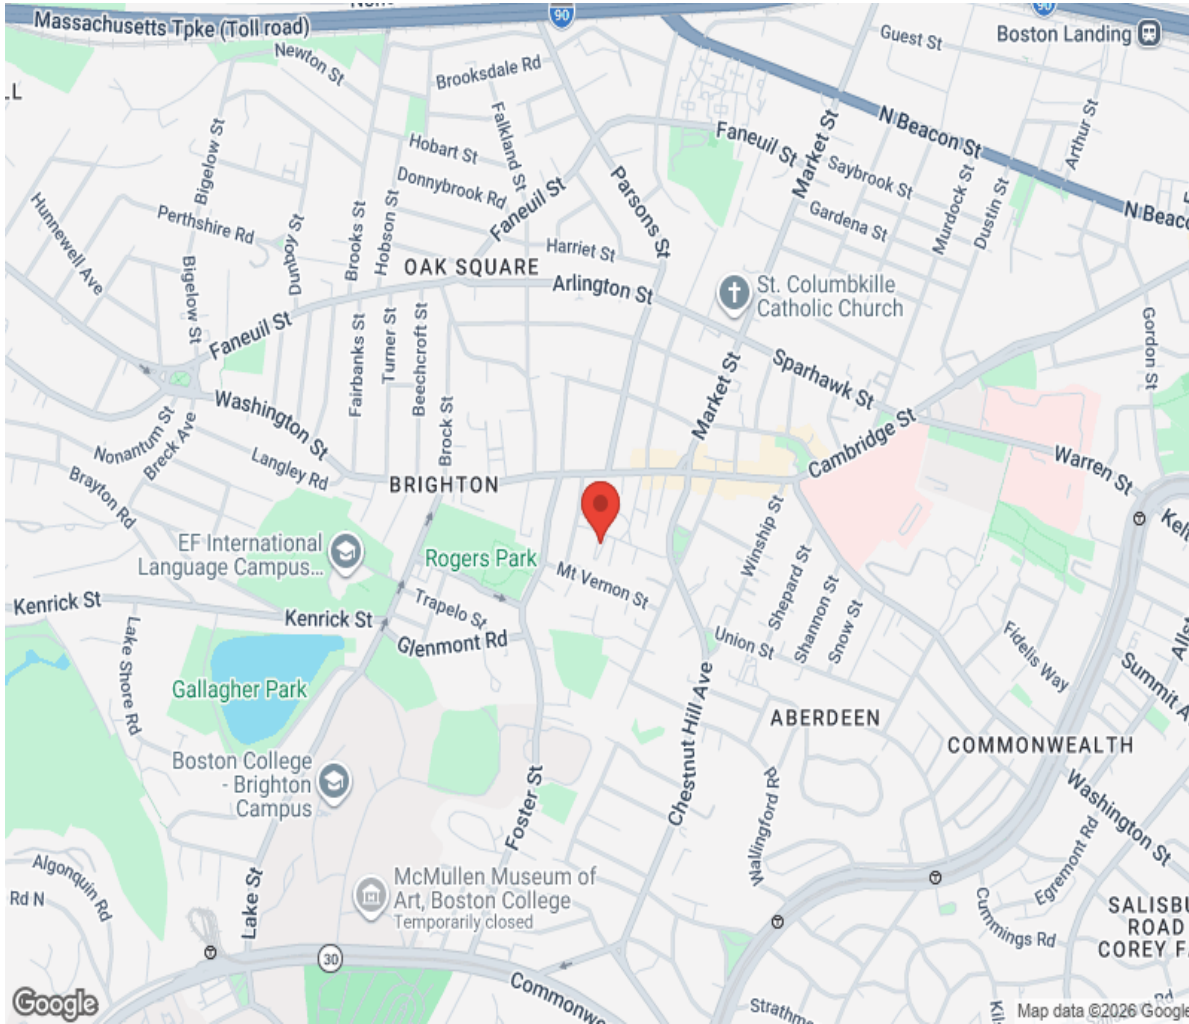 Massachusetts Tpke (Toll road)
90
90
Guest St
Boston Landing
Newton St
Brooksdale Rd
Falkland St
N Beacon St
Arthur St
Market St
Faneuil St
Saybrook St
Bigelow St
Hobart St
Donnybrook Rd
Faneuil St
Parsons St
Gardena St
Murdock St
Dustin St
N Beaco
Hunnewell Ave
Perthshire Rd
Dunboy St
Brooks St
Hobson St
Harriet St
OAK SQUARE
Arlington St
St. Columbkille
Catholic Church
Bigelow St
Faneuil St
Fairbanks St
Turner St
Beechcroft St
Gordon St
Market St
Sparhawk St
Washington St
Brock St
Cambridge St
Nonantum St
Breck Ave
Langley Rd
Brayton Rd
BRIGHTON
Warren St
EF International
Language Campus...
Rogers Park
Winship St
Mt Vernon St
Kenrick St
Kenrick St
Trapelo St
Glenmont Rd
Shepard St
Shannon St
Snow St
Union St
Fidelis Way
Lake Shore Rd
Gallagher Park
Summit A
ABERDEEN
COMMONWEALTH
Boston College
- Brighton
Campus
Foster St
Chestnut Hill Ave
Wallingford Rd
Washington St
Egremont Rd
Algonquin Rd
Rd N
Lake St
McMullen Museum of
Art, Boston College
Temporarily closed
Cummings Rd
SALISBU
ROAD
COREY F
30
Commonw
Strathm
Google
Map data ©2026 Google